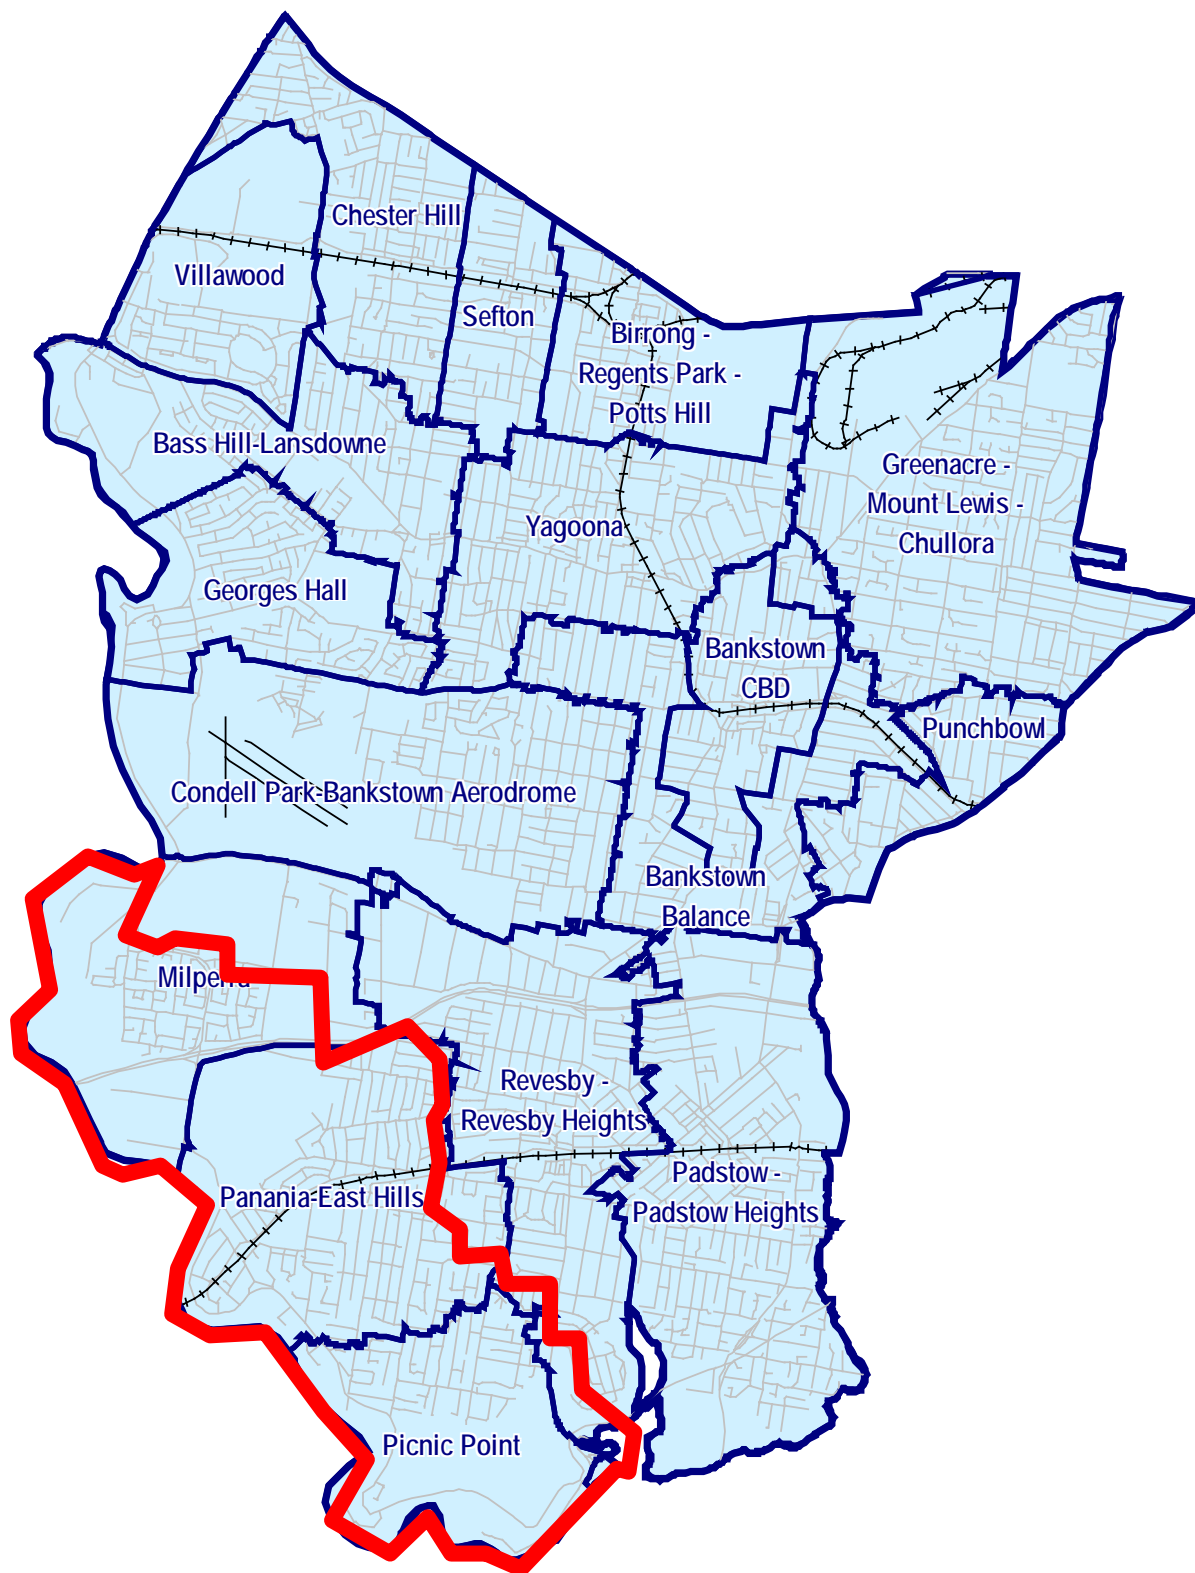 Chester Hill
Villawood
Sefton
Birrong -
Regents Park -
Potts Hill
Bass Hill-Lansdowne
Greenacre -
Mount Lewis -
Chullora
Yagoona
Georges Hall
Bankstown
CBD
Punchbowl
Condell Park-Bankstown Aerodrome
Bankstown
Balance
Milperra
Revesby -
Revesby Heights
Panania-East Hills
Padstow -
Padstow Heights
Picnic Point